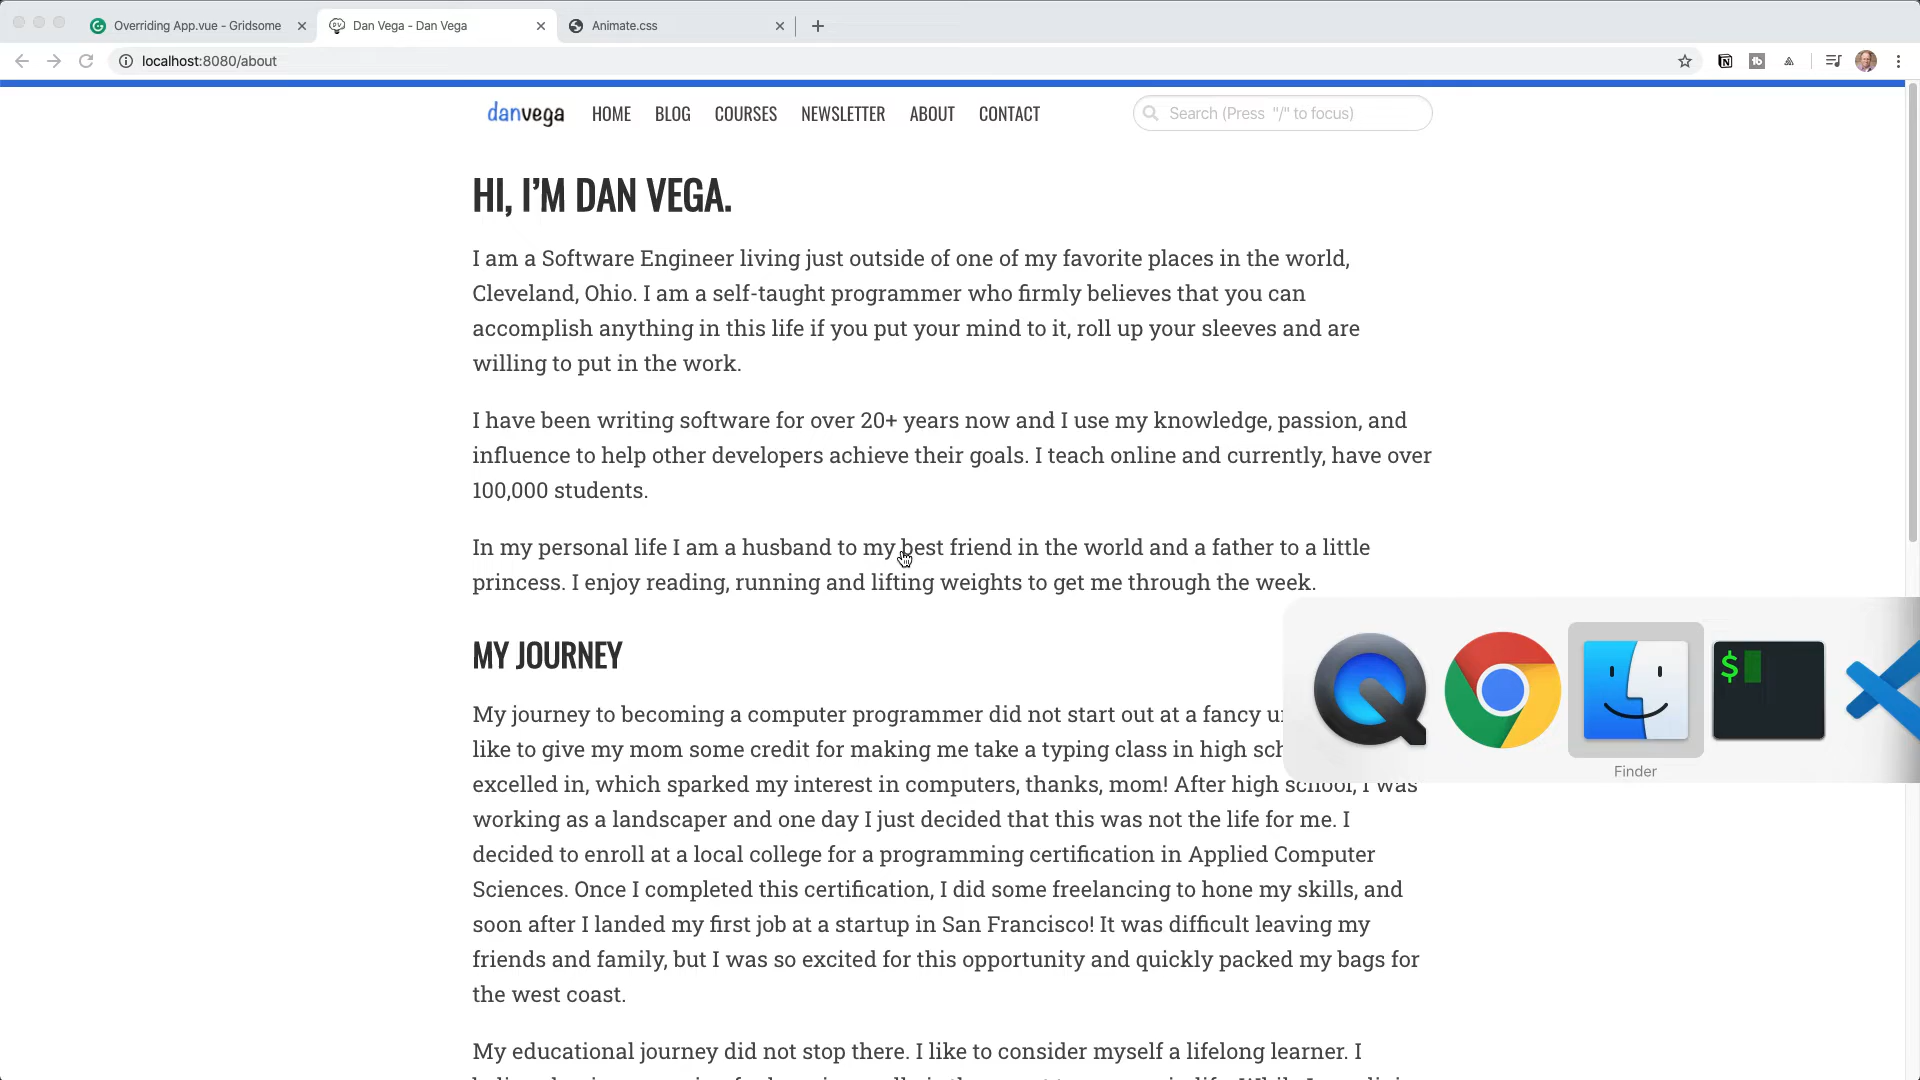 Overriding App.vue - Gridsome
Dan Vega - Dan Vega
Animate.css
localhost:8080/about
danvega
HOME
BLOG
COURSES
NEWSLETTER
ABOUT
CONTACT
Search (Press "/" to focus)
HI, I’M DAN VEGA.
I am a Software Engineer living just outside of one of my favorite places in the world,
Cleveland, Ohio. I am a self-taught programmer who firmly believes that you can
accomplish anything in this life if you put your mind to it, roll up your sleeves and are
willing to put in the work.
I have been writing software for over 20+ years now and I use my knowledge, passion, and
influence to help other developers achieve their goals. I teach online and currently, have over
100,000 students.
In my personal life I am a husband to my best friend in the world and a father to a little
princess. I enjoy reading, running and lifting weights to get me through the week.
MY JOURNEY
My journey to becoming a computer programmer did not start out at a fancy
like to give my mom some credit for making me take a typing class in high
excelled in, which sparked my interest in computers, thanks, mom! After high school, I was
working as a landscaper and one day I just decided that this was not the life for me. I
decided to enroll at a local college for a programming certification in Applied Computer
Sciences. Once I completed this certification, I did some freelancing to hone my skills, and
soon after I landed my first job at a startup in San Francisco! It was difficult leaving my
friends and family, but I was so excited for this opportunity and quickly packed my bags for
the west coast.
My educational journey did not stop there. I like to consider myself a lifelong learner. I
$
Finder